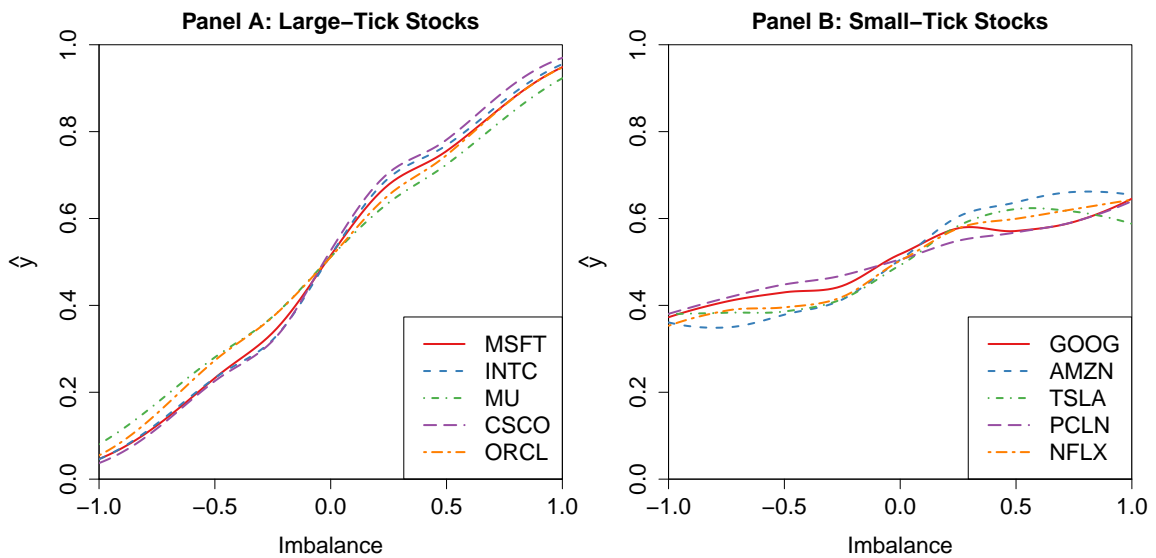 Panel A: Large−Tick Stocks
ŷ
1.0
0.8
0.6
0.4
0.2
0.0
MSFT
INTC
MU
CSCO
ORCL
−1.0 −0.5 0.0 0.5 1.0
Imbalance
Panel B: Small−Tick Stocks
ŷ
1.0
0.8
0.6
0.4
0.2
0.0
GOOG
AMZN
TSLA
PCLN
NFLX
−1.0 −0.5 0.0 0.5 1.0
Imbalance